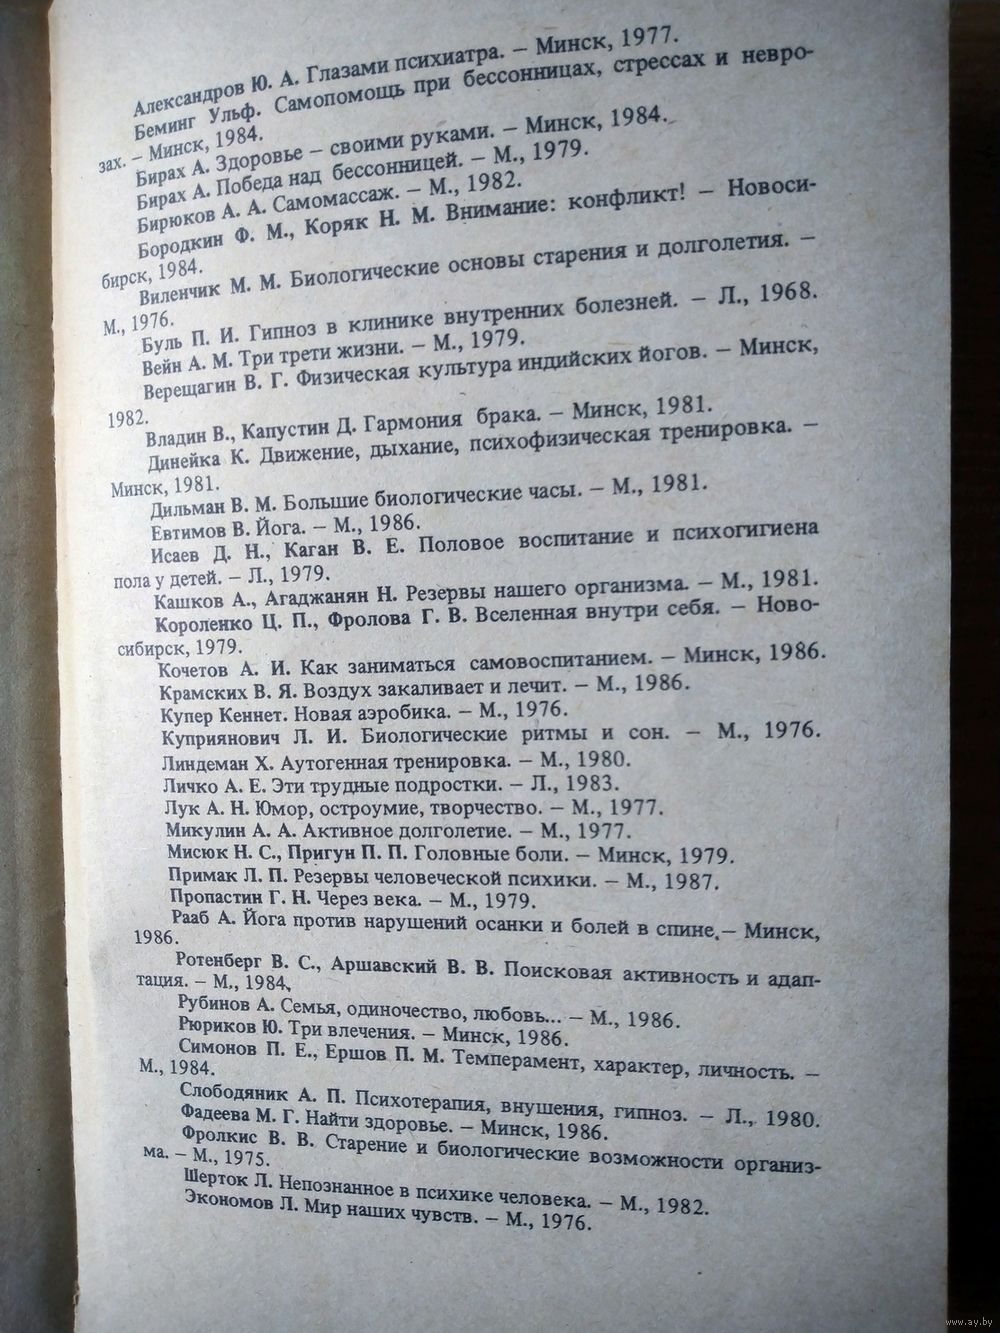 Александров Ю. А. Глазами психиатра. – Минск, 1977.
Беминг Ульф. Самопомощь при бессонницах, стрессах и невро-
зах. – Минск, 1984.
Бирах А. Здоровье – своими руками. – Минск, 1984.
Бирах А. Победа над бессонницей. – М., 1979.
Бирюков А. А. Самомассаж. – М., 1982.
Бородкин Ф. М., Коряк Н. М. Внимание: конфликт! – Новоси-
бирск, 1984.
Виленчик М. М. Биологические основы старения и долголетия. –
М., 1976.
Буль П. И. Гипноз в клинике внутренних болезней. – Л., 1968.
Вейн А. М. Три трети жизни. – М., 1979.
Верещагин В. Г. Физическая культура индийских йогов. – Минск,
1982.
Владин В., Капустин Д. Гармония брака. – Минск, 1981.
Динейка К. Движение, дыхание, психофизическая тренировка. –
Минск, 1981.
Дильман В. М. Большие биологические часы. – М., 1981.
Евтимов В. Йога. – М., 1986.
Исаев Д. Н., Каган В. Е. Половое воспитание и психогигиена
пола у детей. – Л., 1979.
Кашков А., Агаджанян Н. Резервы нашего организма. – М., 1981.
Короленко Ц. П., Фролова Г. В. Вселенная внутри себя. – Ново-
сибирск, 1979.
Кочетов А. И. Как заниматься самовоспитанием. – Минск, 1986.
Крамских В. Я. Воздух закаливает и лечит. – М., 1986.
Купер Кеннет. Новая аэробика. – М., 1976.
Куприянович Л. И. Биологические ритмы и сон. – М., 1976.
Линдеман Х. Аутогенная тренировка. – М., 1980.
Личко А. Е. Эти трудные подростки. – Л., 1983.
Лук А. Н. Юмор, остроумие, творчество. – М., 1977.
Микулин А. А. Активное долголетие. – М., 1977.
Мисюк Н. С., Пригун П. П. Головные боли. – Минск, 1979.
Примак Л. П. Резервы человеческой психики. – М., 1987.
Пропастин Г. Н. Через века. – М., 1979.
Рааб А. Йога против нарушений осанки и болей в спине. – Минск,
1986.
Ротенберг В. С., Аршавский В. В. Поисковая активность и адап-
тация. – М., 1984.
Рубинов А. Семья, одиночество, любовь... – М., 1986.
Рюриков Ю. Три влечения. – Минск, 1986.
Симонов П. Е., Ершов П. М. Темперамент, характер, личность. –
М., 1984.
Слободяник А. П. Психотерапия, внушения, гипноз. – Л., 1980.
Фадеева М. Г. Найти здоровье. – Минск, 1986.
Фролкис В. В. Старение и биологические возможности организ-
ма. – М., 1975.
Шерток Л. Непознанное в психике человека. – М., 1982.
Экономов Л. Мир наших чувств. – М., 1976.
www.ay.by